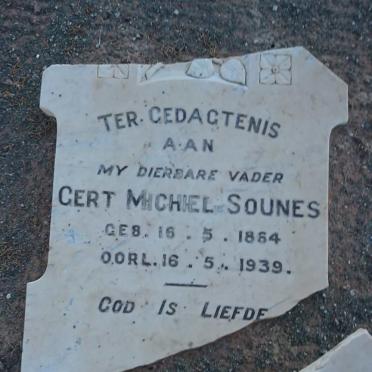 TER. GEDAGTENIS
AAN
MY DIERBARE VADER
GERT MICHIEL SOUNES
GEB. 16 . 5 . 1864
OORL. 16 . 5 . 1939.
GOD IS LIEFDE